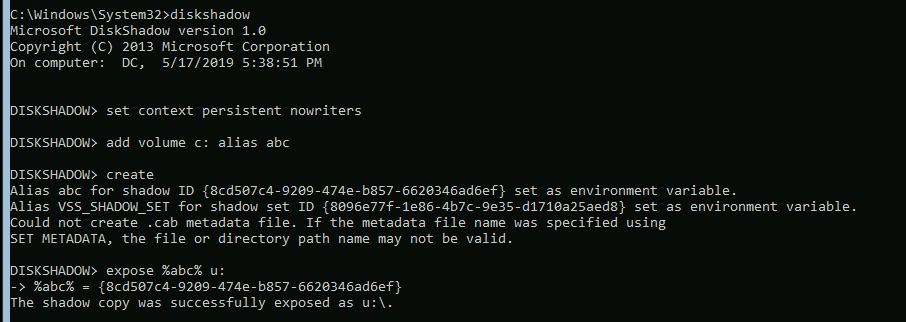 C:\Windows\System32>diskshadow
Microsoft DiskShadow version 1.0
Copyright (C) 2013 Microsoft Corporation
On computer:  DC,  5/17/2019 5:38:51 PM
DISKSHADOW> set context persistent nowriters
DISKSHADOW> add volume c: alias abc
DISKSHADOW> create
Alias abc for shadow ID {8cd507c4-9209-474e-b857-6620346ad6ef} set as environment variable.
Alias VSS_SHADOW_SET for shadow set ID {8096e77f-1e86-4b7c-9e35-d1710a25aed8} set as environment variable.
Could not create .cab metadata file. If the metadata file name was specified using
SET METADATA, the file or directory path name may not be valid.
DISKSHADOW> expose %abc% u:
-> %abc% = {8cd507c4-9209-474e-b857-6620346ad6ef}
The shadow copy was successfully exposed as u:\.